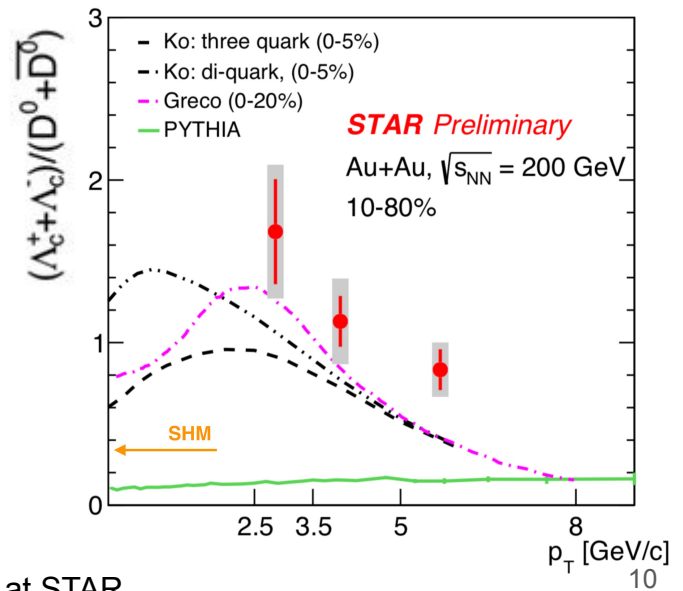 3
2
1
0
(Λc⁺+Λc⁻)/(D⁰+D̅⁰)
Ko: three quark (0-5%)
Ko: di-quark, (0-5%)
Greco (0-20%)
PYTHIA
STAR Preliminary
Au+Au, √sNN = 200 GeV
10-80%
SHM
2.5 3.5 5 8
pT [GeV/c]
at STAR
10